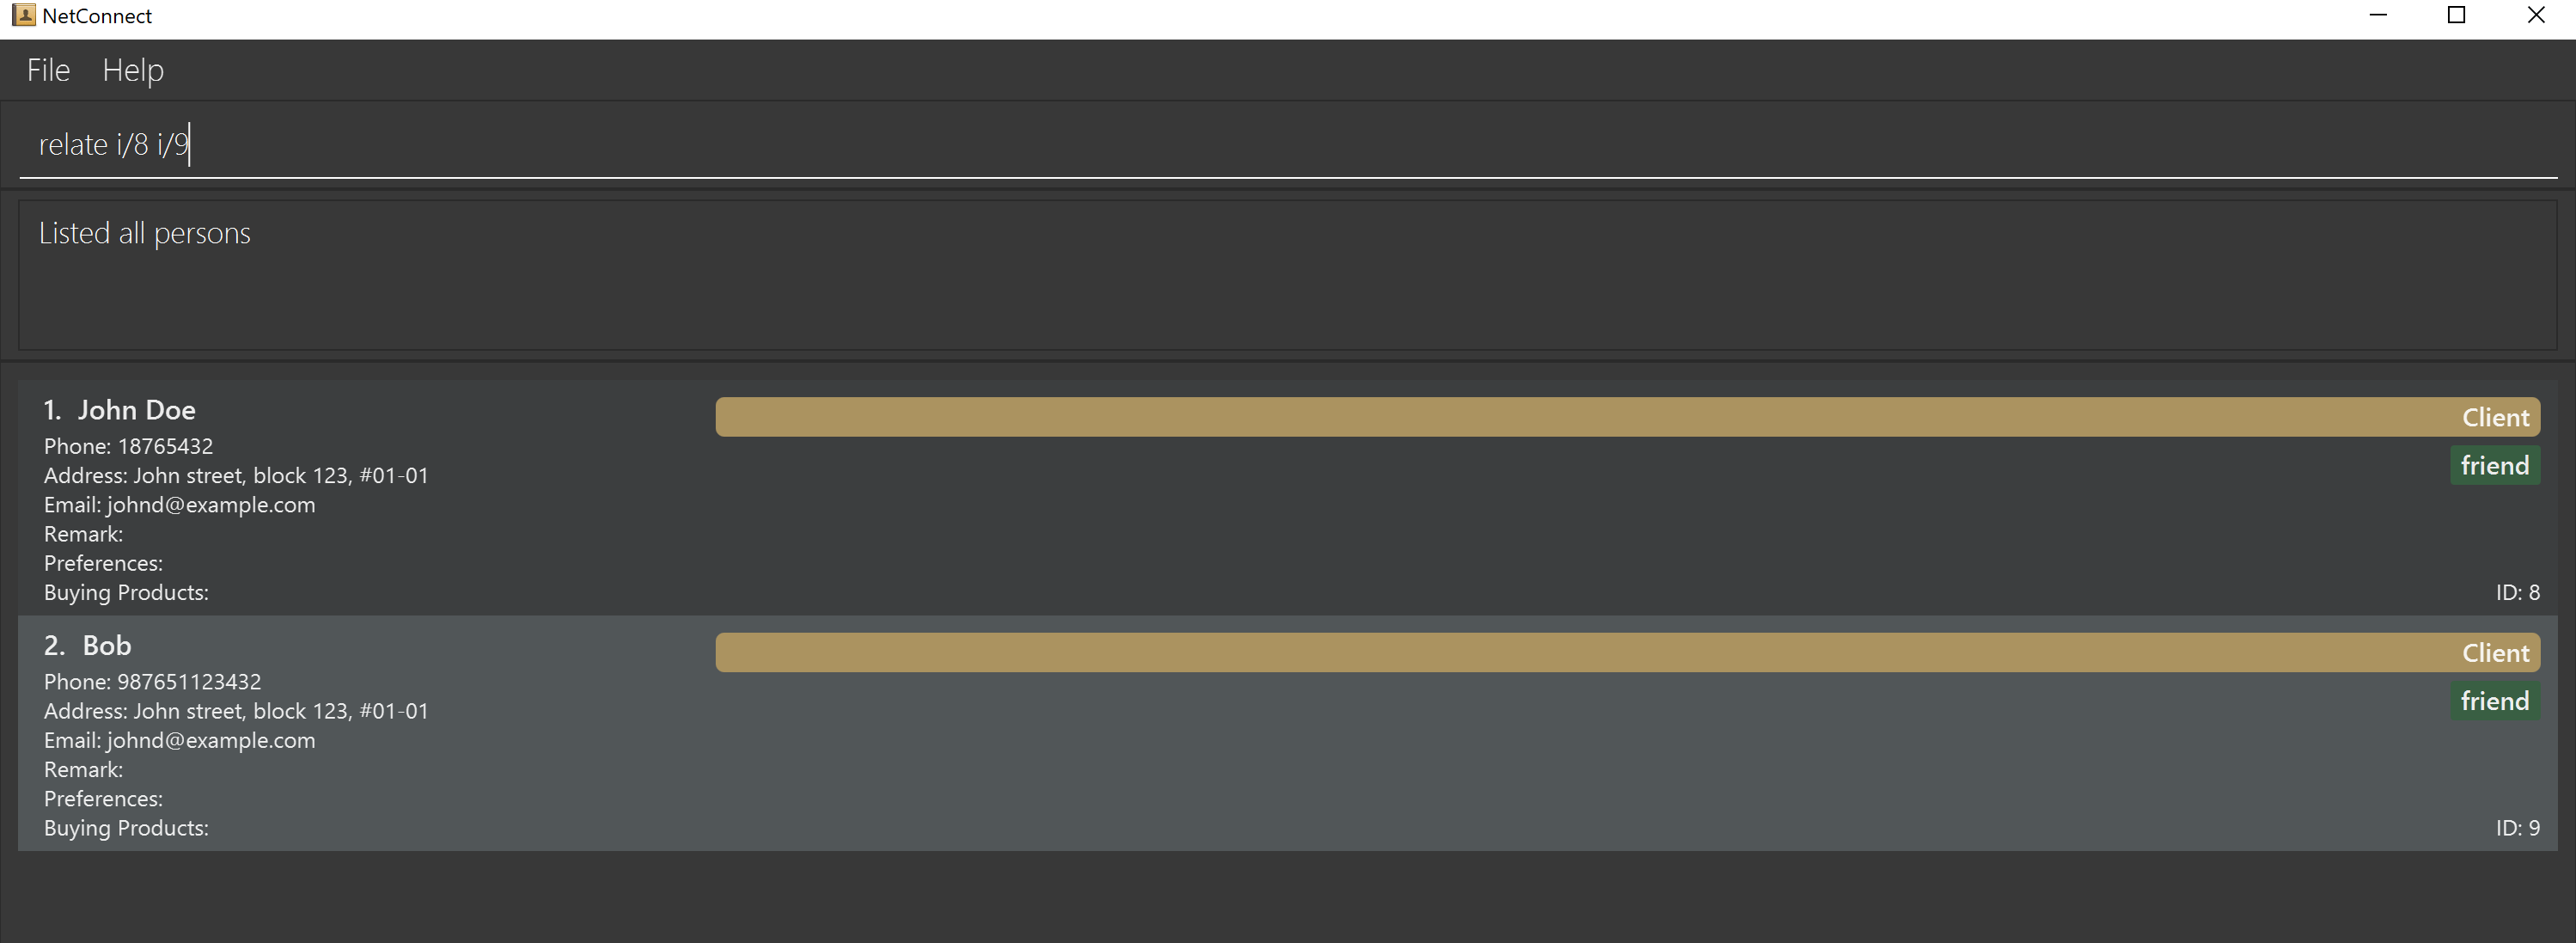 NetConnect
File Help
relate i/8 i/9
Listed all persons
1. John Doe
Client
Phone: 18765432
friend
Address: John street, block 123, #01-01
Email: johnd@example.com
Remark:
Preferences:
Buying Products:
ID: 8
2. Bob
Client
Phone: 987651123432
friend
Address: John street, block 123, #01-01
Email: johnd@example.com
Remark:
Preferences:
Buying Products:
ID: 9